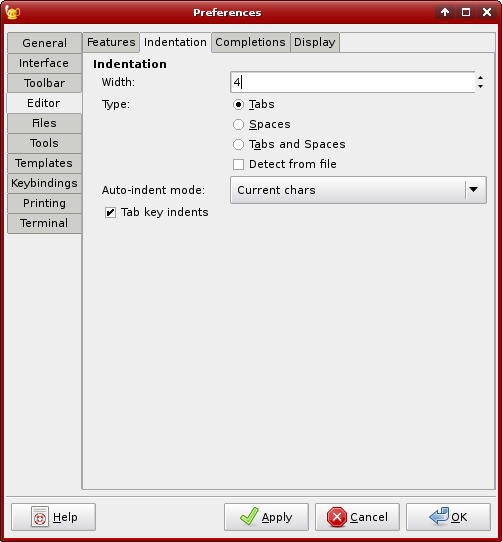 Preferences
General
Interface
Toolbar
Editor
Files
Tools
Templates
Keybindings
Printing
Terminal
Features Indentation Completions Display
Indentation
Width: 4
Type: Tabs
Spaces
Tabs and Spaces
Detect from file
Auto-indent mode: Current chars
Tab key indents
Help Apply Cancel OK